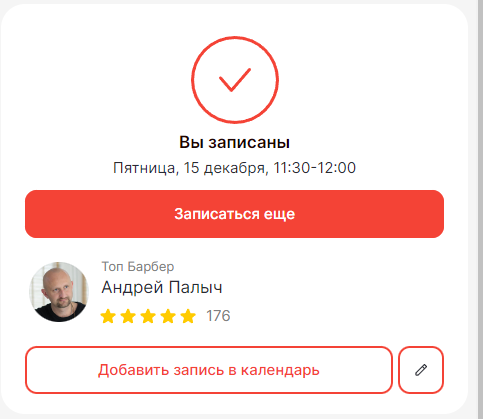 Вы записаны
Пятница, 15 декабря, 11:30-12:00
Записаться еще
Топ Барбер
Андрей Палыч
176
Добавить запись в календарь